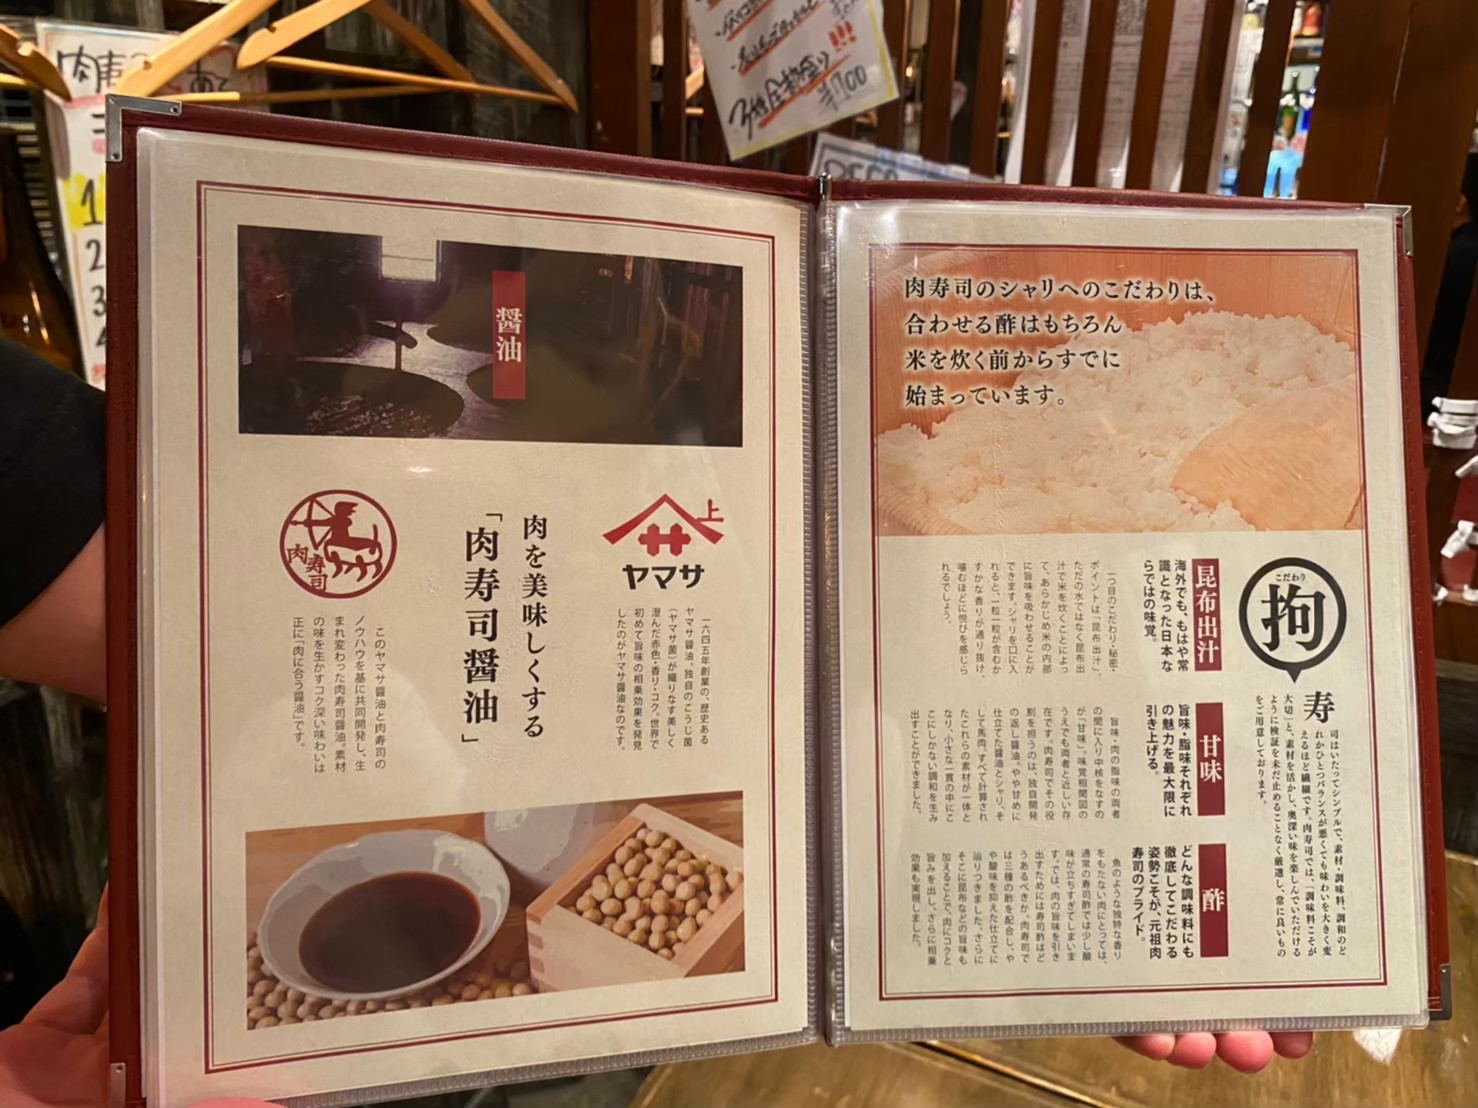 醤油
上
サ
ヤマサ
一六四五年創業の、歴史ある
ヤマサ醤油。独自のこうじ菌
(ヤマサ菌)が織りなす美しく
澄んだ赤色・香り・コク。世界で
初めて旨味の相乗効果を発見
したのがヤマサ醤油なのです。
肉を美味しくする
「肉寿司醤油」
肉寿司
このヤマサ醤油と肉寿司の
ノウハウを基に共同開発し、生
まれ変わった肉寿司醤油。素材
の味を生かすコク深い味わいは
正に「肉に合う醤油」です。
肉寿司のシャリへのこだわりは、
合わせる酢はもちろん
米を炊く前からすでに
始まっています。
こだわり
拘
寿司はいたってシンプルで、素材・調味料、調和のど
れかひとつバランスが悪くても味わいを大きく変
えるほど繊細です。肉寿司では、「調味料こそが
大切」と、素材を活かし、奥深い味を楽しんでいただける
ように検証を未だ止めることなく厳選し、常に良いもの
をご用意しております。
昆布出汁
海外でも、もはや常
識となった日本な
らではの味覚。
一つ目のこだわり・秘密・
ポイントは「昆布出汁」。
ただの水ではなく昆布出
汁で米を炊くことによっ
て、あらかじめ米の内部
に旨味を吸わせることが
できます。シャリを口に入
れると、一粒一粒が含むか
すかな香りが通り抜け、
噛むほどに悦びを感じら
れるでしょう。
甘味
旨味・脂味それぞれ
の魅力を最大限に
引き上げる。
旨味・肉の脂味の両者
の間に入り中核をなすの
が「甘味」。味覚相関図の
うえでも両者と近しい存
在です。肉寿司でその役
割を担うのは、独自開発
の返し醤油。やや甘めに
仕立てた醤油とシャリ、そ
して馬肉。すべて計算され
たこれらの素材が一体と
なり、小さな一貫の中にこ
こにしかない調和を生み
出すことができました。
酢
どんな調味料にも
徹底してこだわる
姿勢こそが、元祖肉
寿司のプライド。
魚のような独特な香り
をもたない肉にとっては、
通常の寿司酢では少し酸
味が立ちすぎてしまいま
す。では、肉の旨味を引き
出すためには寿司酢はど
うあるべきか。肉寿司で
は三種の酢を配合し、や
や酸味を抑えた仕立てに
辿りつきました。さらに
そこに昆布などの旨味も
加えることで、肉にコクと
旨みを出し、さらに相乗
効果も実現しました。
1
2
3